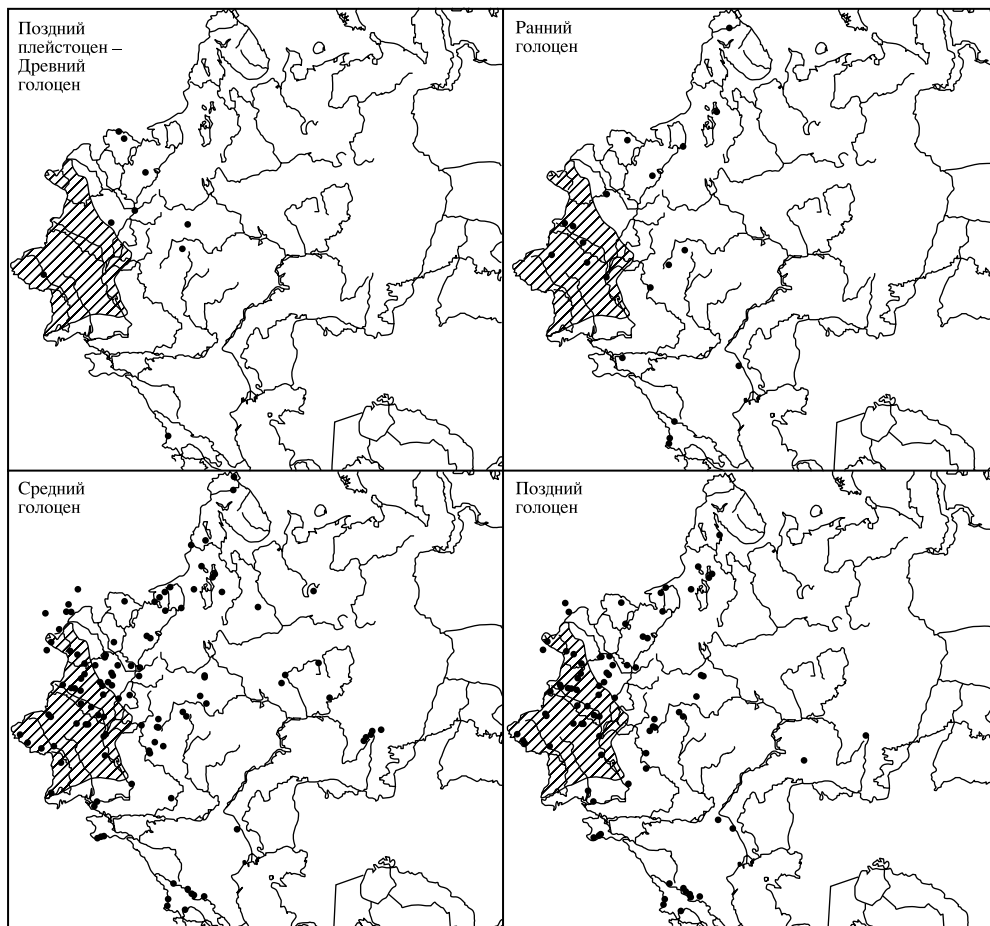 Поздний
плейстоцен –
Древний
голоцен
Ранний
голоцен
Средний
голоцен
Поздний
голоцен